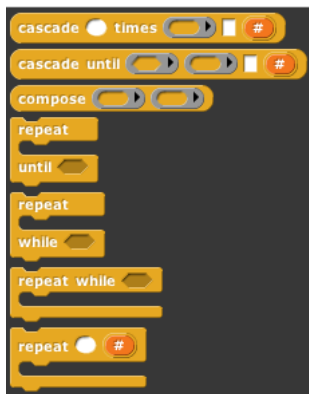 cascade times #
cascade until #
compose
repeat
until
repeat
while
repeat while
repeat #